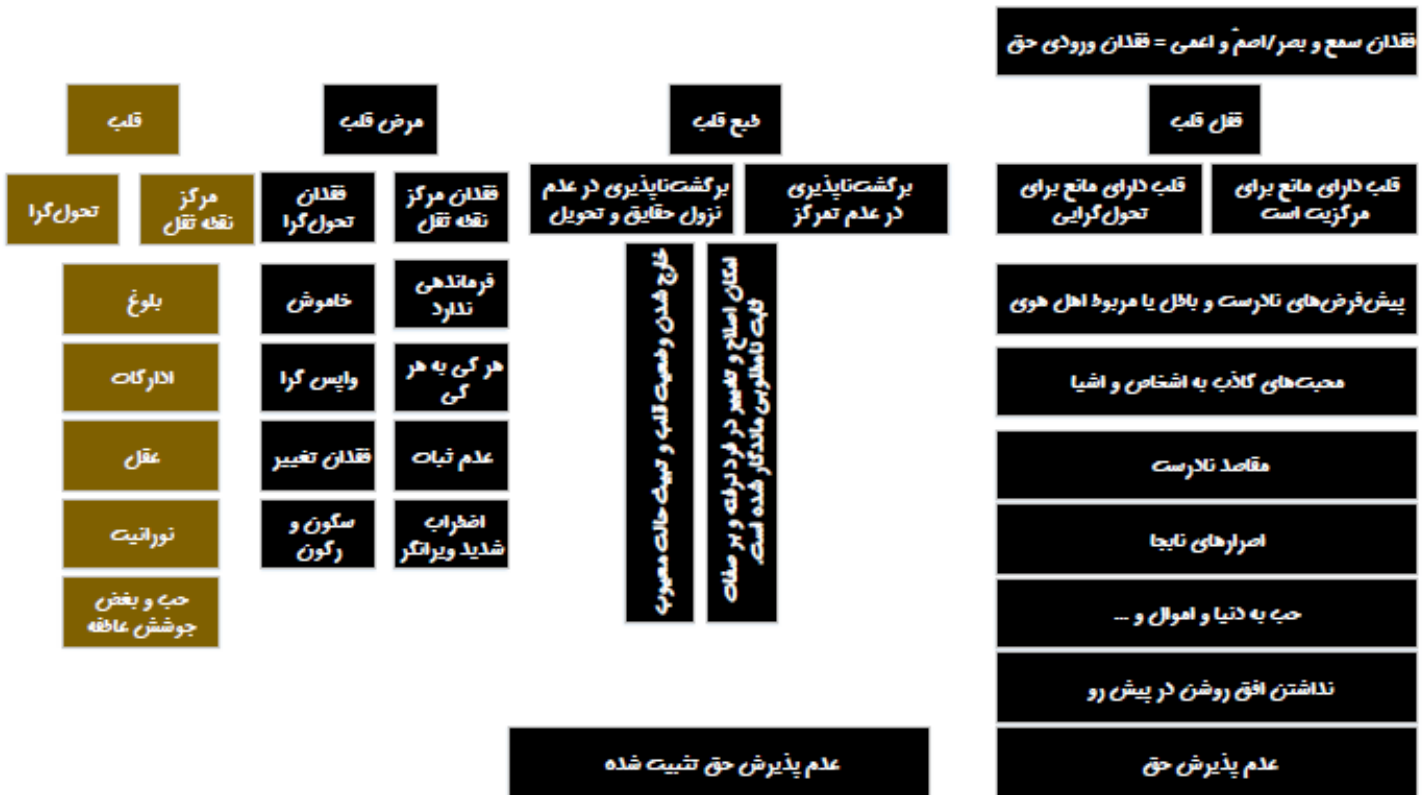 فقدان سمع و بصر/اصمّ و اعمی = فقدان ورودی حق
قفل قلب
قلب دارای مانع برای
مرکزیت است
قلب دارای مانع برای
تحول‌گرایی
پیش‌فرض‌های نادرست و باطل یا مربوط اهل هوی
محبت‌های کاذب به اشخاص و اشیا
مقاصد نادرست
اصرارهای نابجا
حب به دنیا و اموال و ...
نداشتن افق روشن در پیش رو
عدم پذیرش حق
طبع قلب
برگشت‌ناپذیری
در عدم تمرکز
برگشت‌ناپذیری در عدم
نزول حقایق و تحویل
امکان اصلاح و تغییر در فرد نرفته و بر صفات
ثابت نامطلوبی ماندگار شده است.
خارج شدن وضعیت قلب و تثبیت حالت معیوب
عدم پذیرش حق تثبیت شده
مرض قلب
فقدان مرکز
نقطه ثقل
فقدان
تحول‌گرا
فرماندهی
ندارد
خاموش
هر کی به هر
کی
واپس گرا
عدم ثبات
فقدان تغییر
اضطراب
شدید ویرانگر
سکون و
رکون
قلب
مرکز
نقطه ثقل
تحول‌گرا
بلوغ
ادارکات
عقل
نورانیت
حب و بغض
جوشش عاطفه